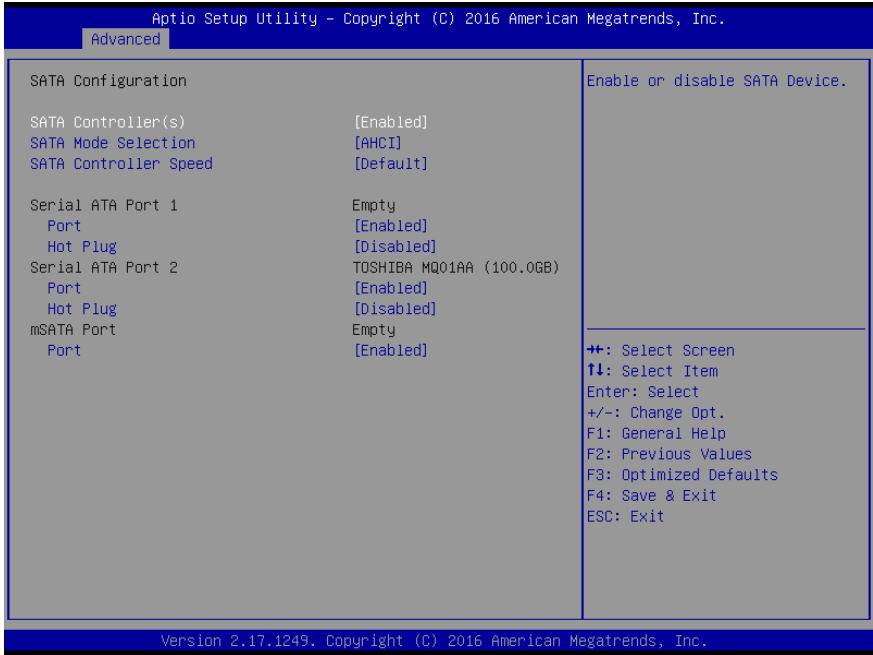 Aptio Setup Utility – Copyright (C) 2016 American Megatrends, Inc.
Advanced
SATA Configuration
SATA Controller(s) [Enabled]
SATA Mode Selection [AHCI]
SATA Controller Speed [Default]
Serial ATA Port 1 Empty
Port [Enabled]
Hot Plug [Disabled]
Serial ATA Port 2 TOSHIBA MQ01AA (100.0GB)
Port [Enabled]
Hot Plug [Disabled]
mSATA Port Empty
Port [Enabled]
Enable or disable SATA Device.
→←: Select Screen
↑↓: Select Item
Enter: Select
+/-: Change Opt.
F1: General Help
F2: Previous Values
F3: Optimized Defaults
F4: Save & Exit
ESC: Exit
Version 2.17.1249. Copyright (C) 2016 American Megatrends, Inc.